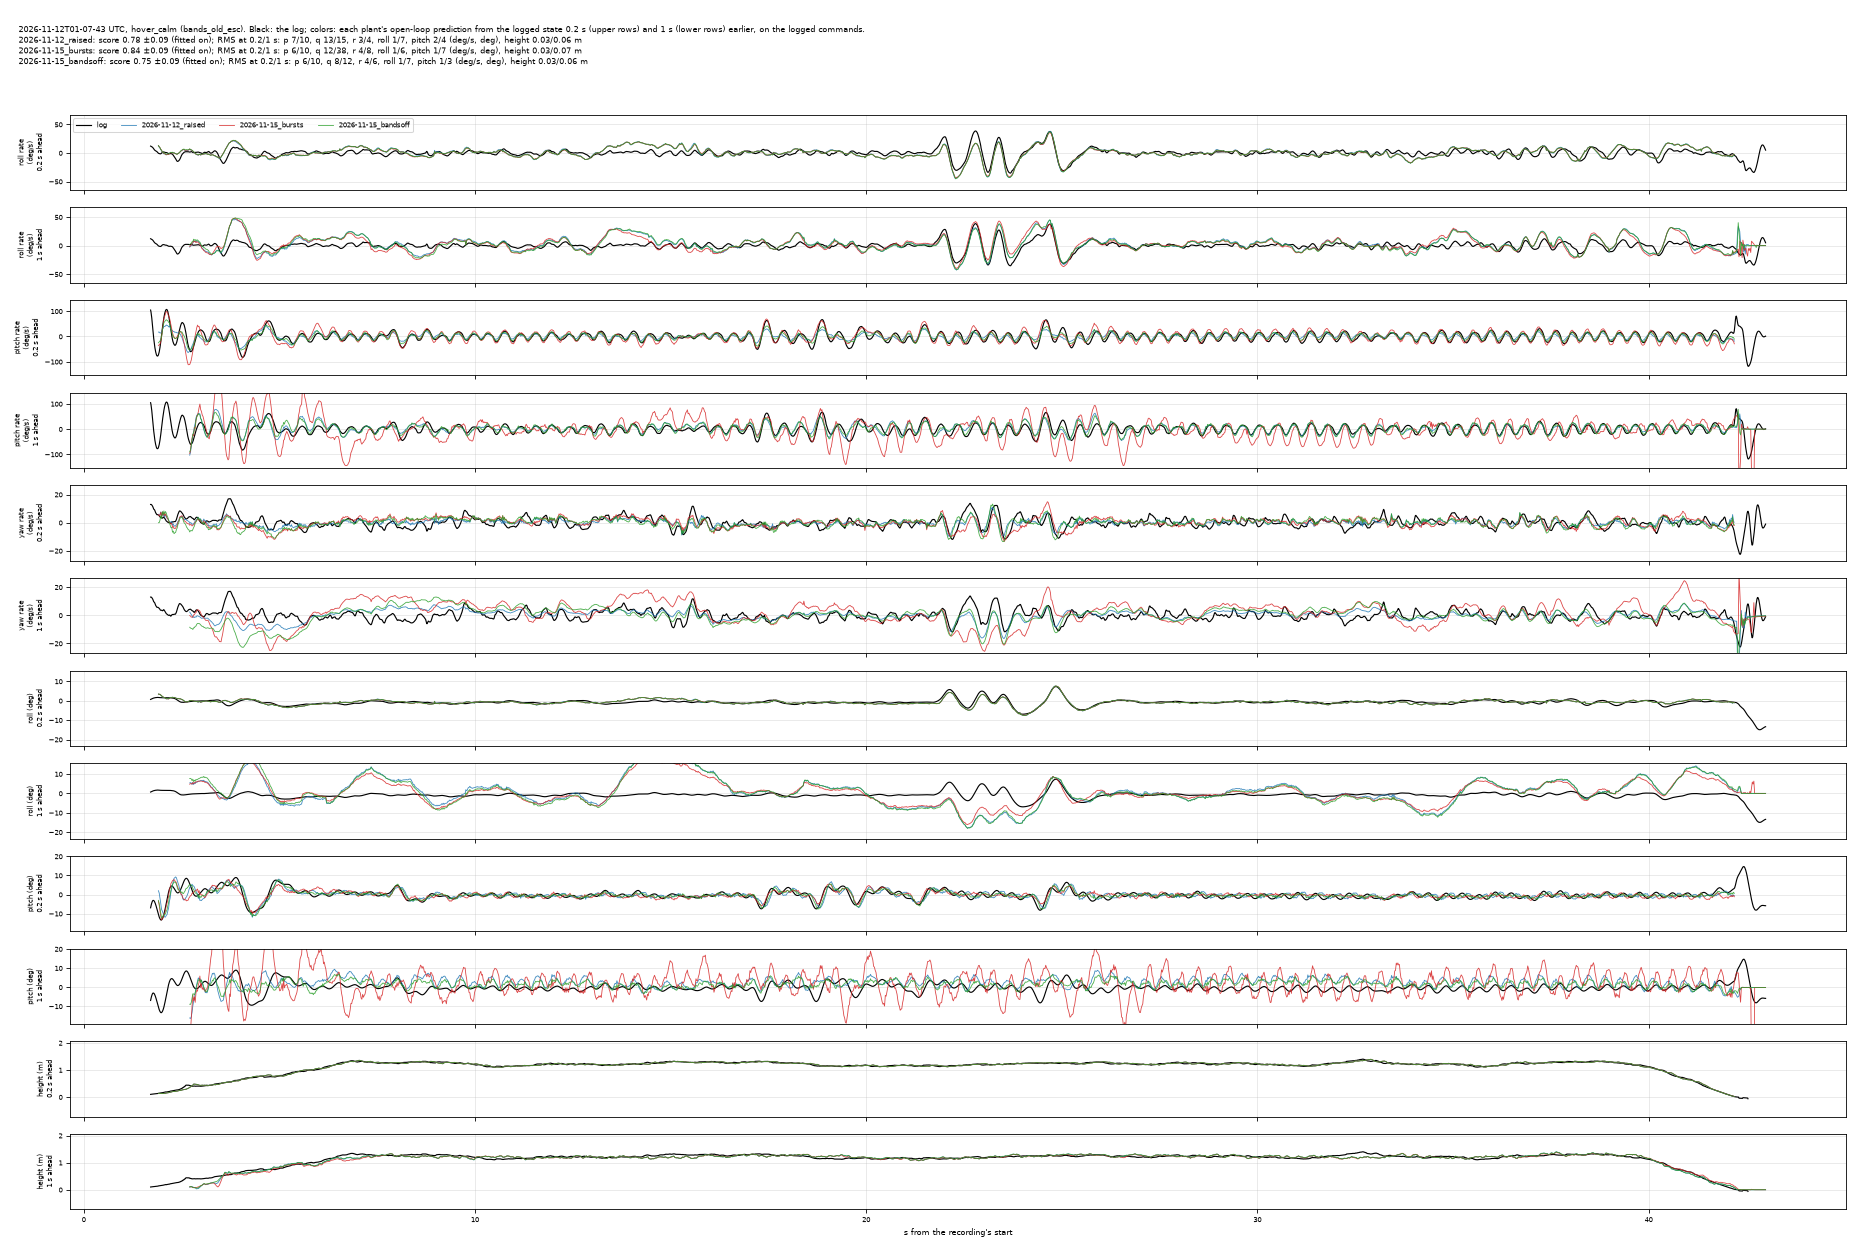 2026-11-12T01-07-43 UTC, hover_calm (bands_old_esc). Black: the log; colors: each plant's open-loop prediction from the logged state 0.2 s (upper rows) and 1 s (lower rows) earlier, on the logged commands.
2026-11-12_raised: score 0.78 ±0.09 (fitted on); RMS at 0.2/1 s: p 7/10, q 13/15, r 3/4, roll 1/7, pitch 2/4 (deg/s, deg), height 0.03/0.06 m
2026-11-15_bursts: score 0.84 ±0.09 (fitted on); RMS at 0.2/1 s: p 6/10, q 12/38, r 4/8, roll 1/6, pitch 1/7 (deg/s, deg), height 0.03/0.07 m
2026-11-15_bandsoff: score 0.75 ±0.09 (fitted on); RMS at 0.2/1 s: p 6/10, q 8/12, r 4/6, roll 1/7, pitch 1/3 (deg/s, deg), height 0.03/0.06 m
log 2026-11-12_raised 2026-11-15_bursts 2026-11-15_bandsoff
roll rate
(deg/s)
0.2 s ahead
50
0
−50
roll rate
(deg/s)
1 s ahead
50
0
−50
pitch rate
(deg/s)
0.2 s ahead
100
0
−100
pitch rate
(deg/s)
1 s ahead
100
0
−100
yaw rate
(deg/s)
0.2 s ahead
20
0
−20
yaw rate
(deg/s)
1 s ahead
20
0
−20
roll (deg)
0.2 s ahead
10
0
−10
−20
roll (deg)
1 s ahead
10
0
−10
−20
pitch (deg)
0.2 s ahead
20
10
0
−10
pitch (deg)
1 s ahead
20
10
0
−10
height (m)
0.2 s ahead
2
1
0
height (m)
1 s ahead
2
1
0
0 10 20 30 40
s from the recording's start